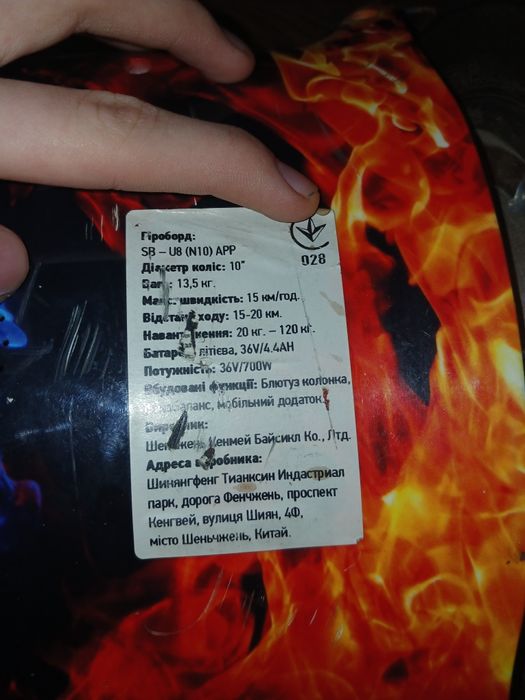 Гіроборд:
SB – U8 (N10) APP
028
Діаметр коліс: 10"
Вага: 13,5 кг.
Макс. швидкість: 15 км/год.
Відстань ходу: 15-20 км.
Навантаження: 20 кг. – 120 кг.
Батарея: літієва, 36V/4.4AH
Потужність: 36V/700W
Вбудовані функції: Блютуз колонка,
мобільний додаток.
Виробник:
Шеньчжень Кенмей Байсикл Ко., Лтд.
Адреса виробника:
Шинянгфенг Тианксин Индастриал
парк, дорога Фенчжень, проспект
Кенгвей, вулиця Шиян, 4Ф,
місто Шеньчжень, Китай.